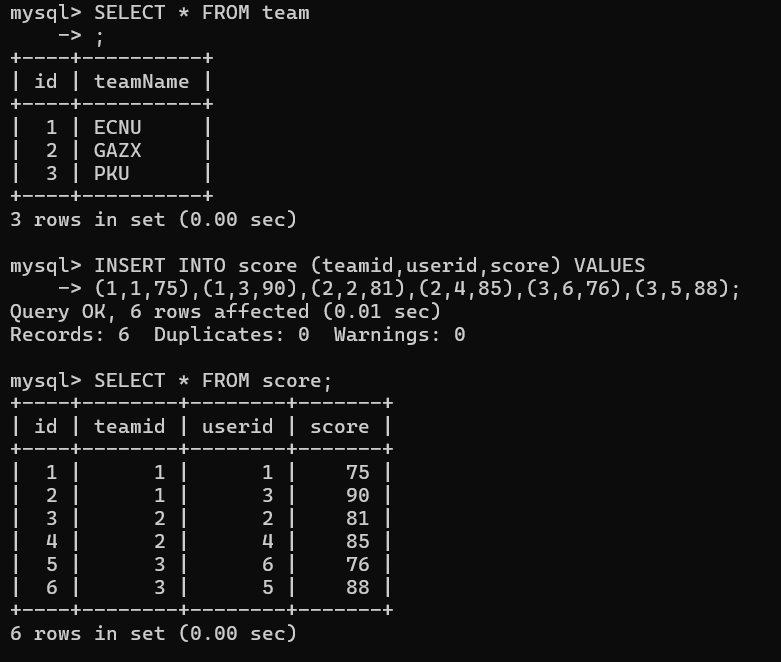 mysql> SELECT * FROM team
    -> ;
+----+----------+
| id | teamName |
+----+----------+
|  1 | ECNU     |
|  2 | GAZX     |
|  3 | PKU      |
+----+----------+
3 rows in set (0.00 sec)

mysql> INSERT INTO score (teamid,userid,score) VALUES
    -> (1,1,75),(1,3,90),(2,2,81),(2,4,85),(3,6,76),(3,5,88);
Query OK, 6 rows affected (0.01 sec)
Records: 6  Duplicates: 0  Warnings: 0

mysql> SELECT * FROM score;
+----+--------+--------+-------+
| id | teamid | userid | score |
+----+--------+--------+-------+
|  1 |      1 |      1 |    75 |
|  2 |      1 |      3 |    90 |
|  3 |      2 |      2 |    81 |
|  4 |      2 |      4 |    85 |
|  5 |      3 |      6 |    76 |
|  6 |      3 |      5 |    88 |
+----+--------+--------+-------+
6 rows in set (0.00 sec)